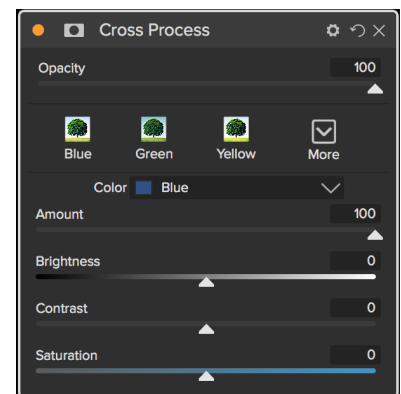 Cross Process
Opacity 100
Blue Green Yellow More
Color Blue
Amount 100
Brightness 0
Contrast 0
Saturation 0